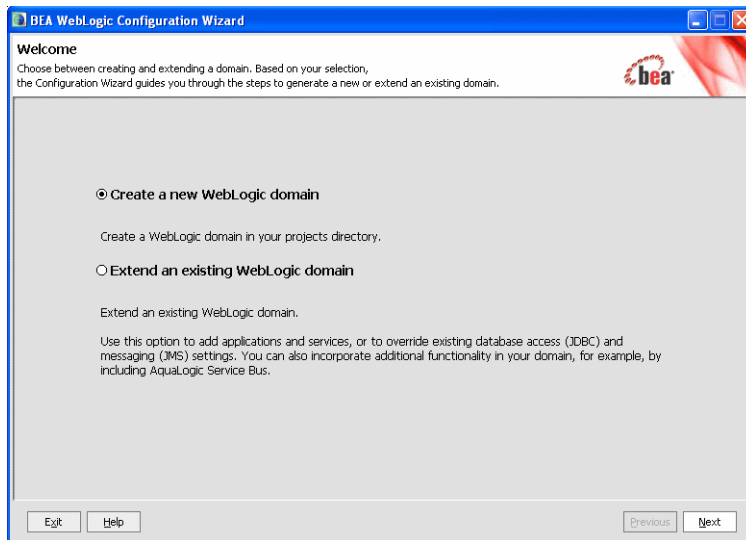 BEA WebLogic Configuration Wizard
Welcome
Choose between creating and extending a domain. Based on your selection,
the Configuration Wizard guides you through the steps to generate a new or extend an existing domain.
bea
Create a new WebLogic domain
Create a WebLogic domain in your projects directory.
Extend an existing WebLogic domain
Extend an existing WebLogic domain.
Use this option to add applications and services, or to override existing database access (JDBC) and
messaging (JMS) settings. You can also incorporate additional functionality in your domain, for example, by
including AquaLogic Service Bus.
Exit Help Previous Next